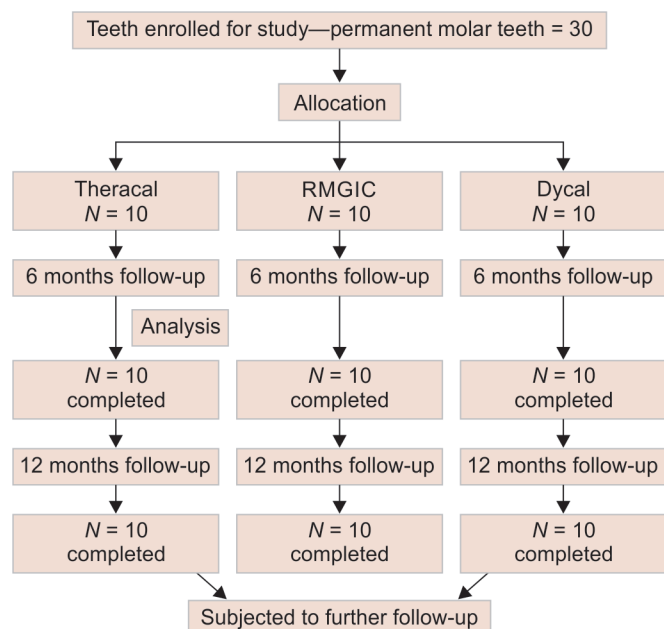 Teeth enrolled for study—permanent molar teeth = 30
Allocation
Theracal
N = 10
RMGIC
N = 10
Dycal
N = 10
6 months follow-up
6 months follow-up
6 months follow-up
Analysis
N = 10
completed
N = 10
completed
N = 10
completed
12 months follow-up
12 months follow-up
12 months follow-up
N = 10
completed
N = 10
completed
N = 10
completed
Subjected to further follow-up